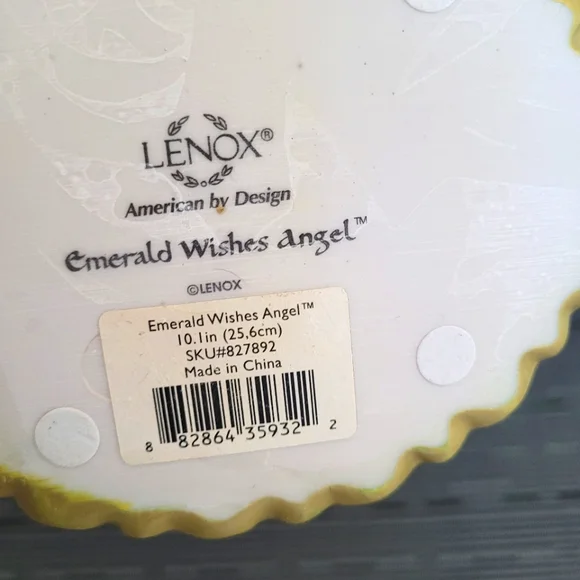 LENOX®
American by Design
Emerald Wishes Angel™
©LENOX
Emerald Wishes Angel™
10.1in (25,6cm)
SKU#827892
Made in China
8 82864 35932 2